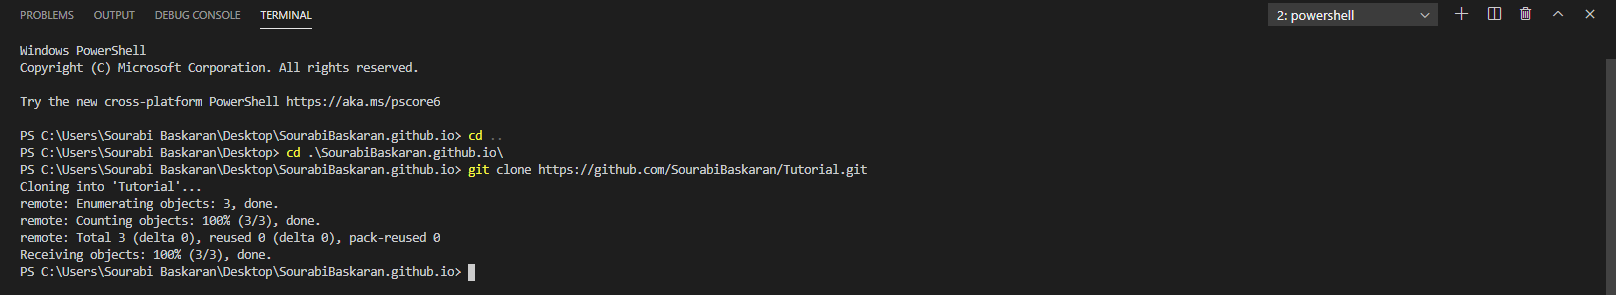 PROBLEMS OUTPUT DEBUG CONSOLE TERMINAL 2: powershell
Windows PowerShell
Copyright (C) Microsoft Corporation. All rights reserved.
Try the new cross-platform PowerShell https://aka.ms/pscore6
PS C:\Users\Sourabi Baskaran\Desktop\SourabiBaskaran.github.io> cd ..
PS C:\Users\Sourabi Baskaran\Desktop> cd .\SourabiBaskaran.github.io\
PS C:\Users\Sourabi Baskaran\Desktop\SourabiBaskaran.github.io> git clone https://github.com/SourabiBaskaran/Tutorial.git
Cloning into 'Tutorial'...
remote: Enumerating objects: 3, done.
remote: Counting objects: 100% (3/3), done.
remote: Total 3 (delta 0), reused 0 (delta 0), pack-reused 0
Receiving objects: 100% (3/3), done.
PS C:\Users\Sourabi Baskaran\Desktop\SourabiBaskaran.github.io>